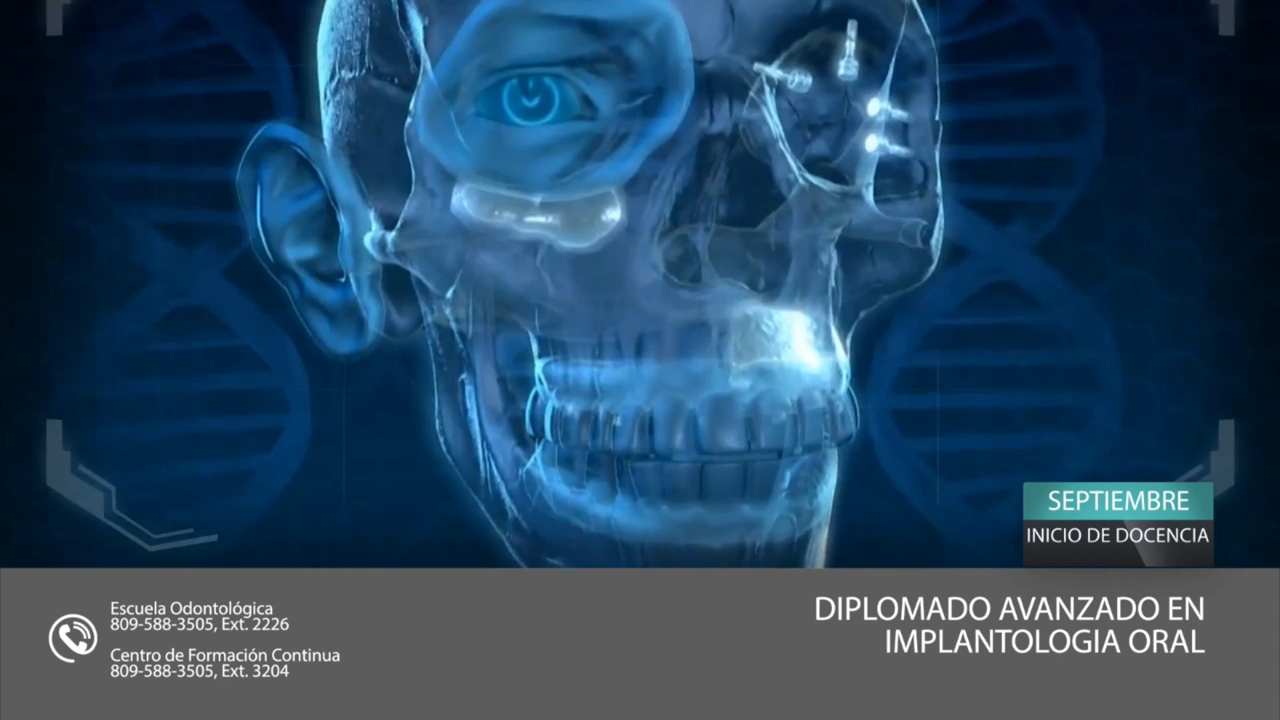 SEPTIEMBRE
INICIO DE DOCENCIA
Escuela Odontológica
809-588-3505, Ext. 2226
Centro de Formación Continua
809-588-3505, Ext. 3204
DIPLOMADO AVANZADO EN
IMPLANTOLOGIA ORAL